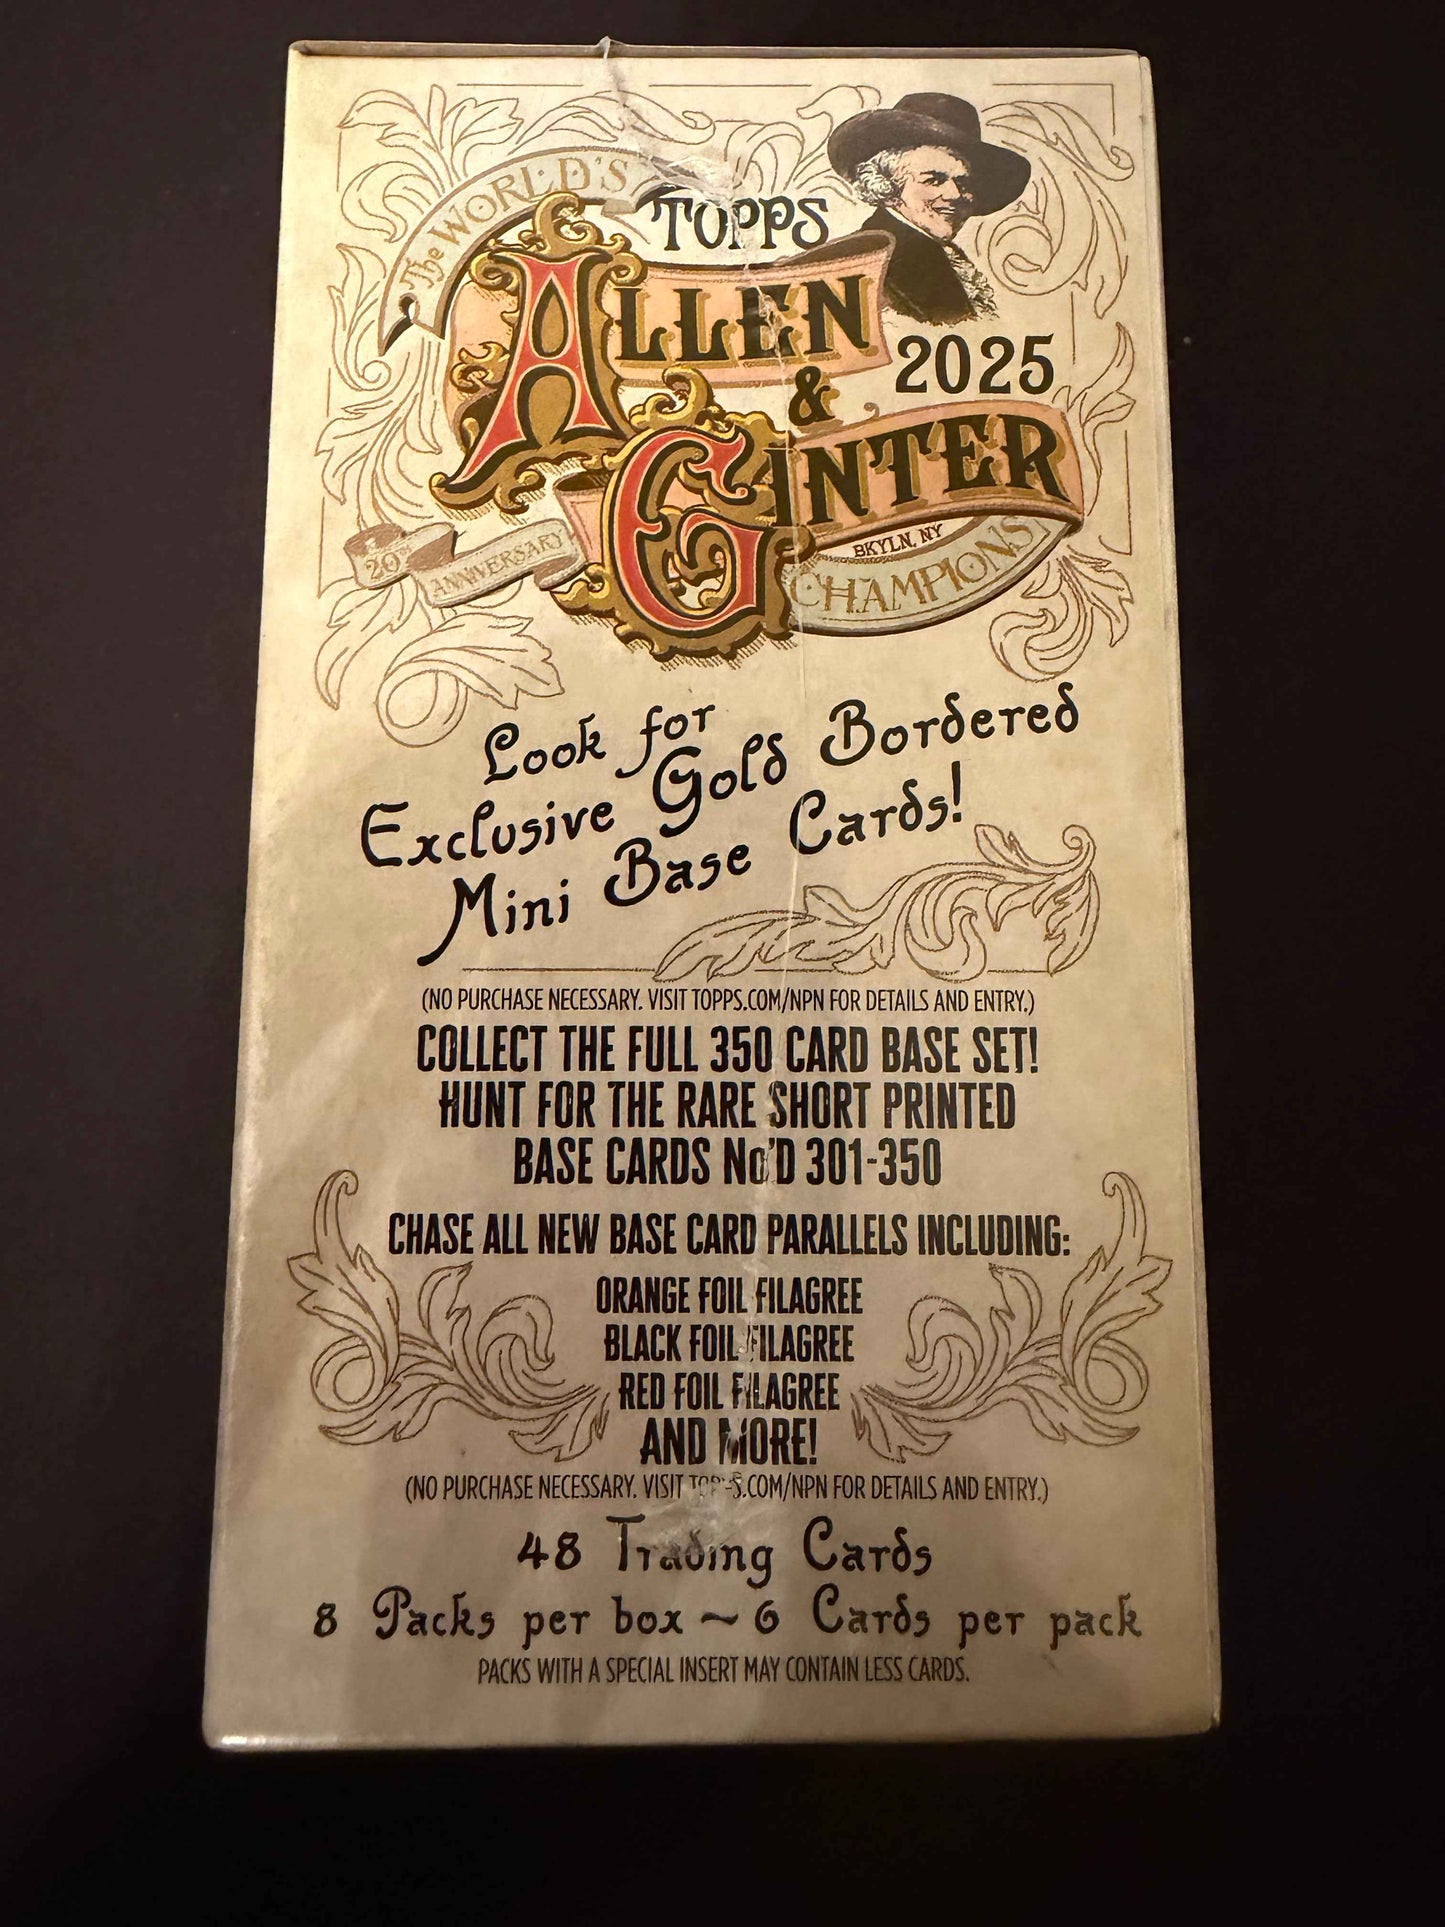 The WORLD'S
TOPPS
ALLEN
& 2025
GINTER
20th ANNIVERSARY
BKYLN, NY
CHAMPIONS
Look for
Exclusive Gold Bordered
Mini Base Cards!
(NO PURCHASE NECESSARY. VISIT TOPPS.COM/NPN FOR DETAILS AND ENTRY.)
COLLECT THE FULL 350 CARD BASE SET!
HUNT FOR THE RARE SHORT PRINTED
BASE CARDS No'D 301-350
CHASE ALL NEW BASE CARD PARALLELS INCLUDING:
ORANGE FOIL FILAGREE
BLACK FOIL FILAGREE
RED FOIL FILAGREE
AND MORE!
(NO PURCHASE NECESSARY. VISIT TOPPS.COM/NPN FOR DETAILS AND ENTRY.)
48 Trading Cards
8 Packs per box ~ 6 Cards per pack
PACKS WITH A SPECIAL INSERT MAY CONTAIN LESS CARDS.